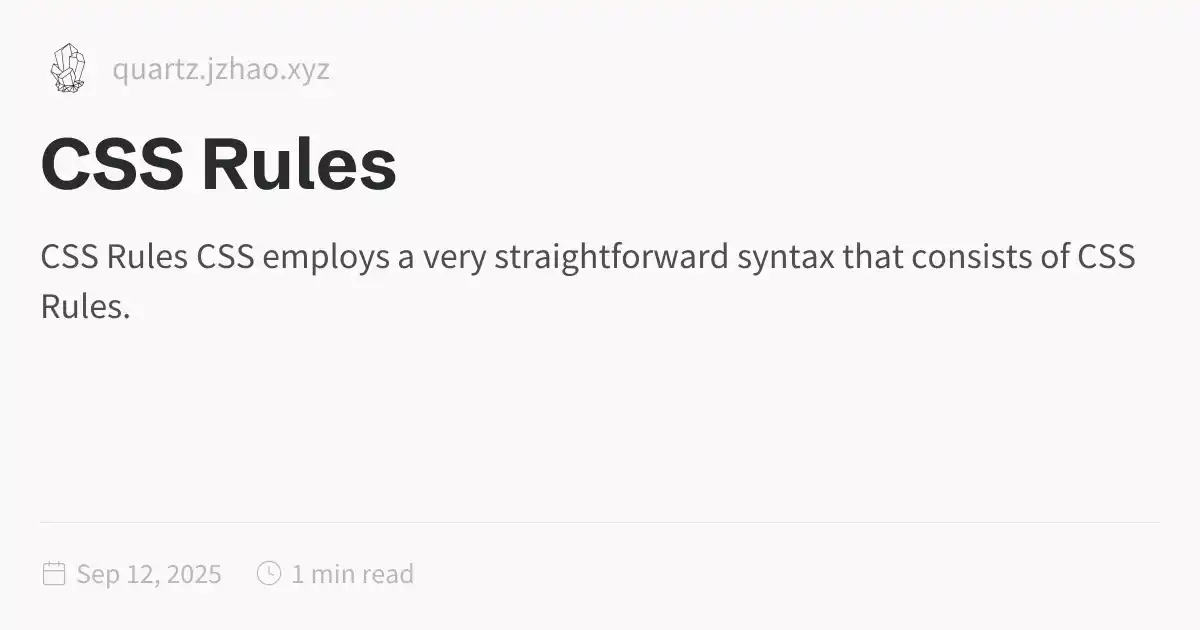 quartz.jzhao.xyz
CSS Rules
CSS Rules CSS employs a very straightforward syntax that consists of CSS
Rules.
Sep 12, 2025 1 min read